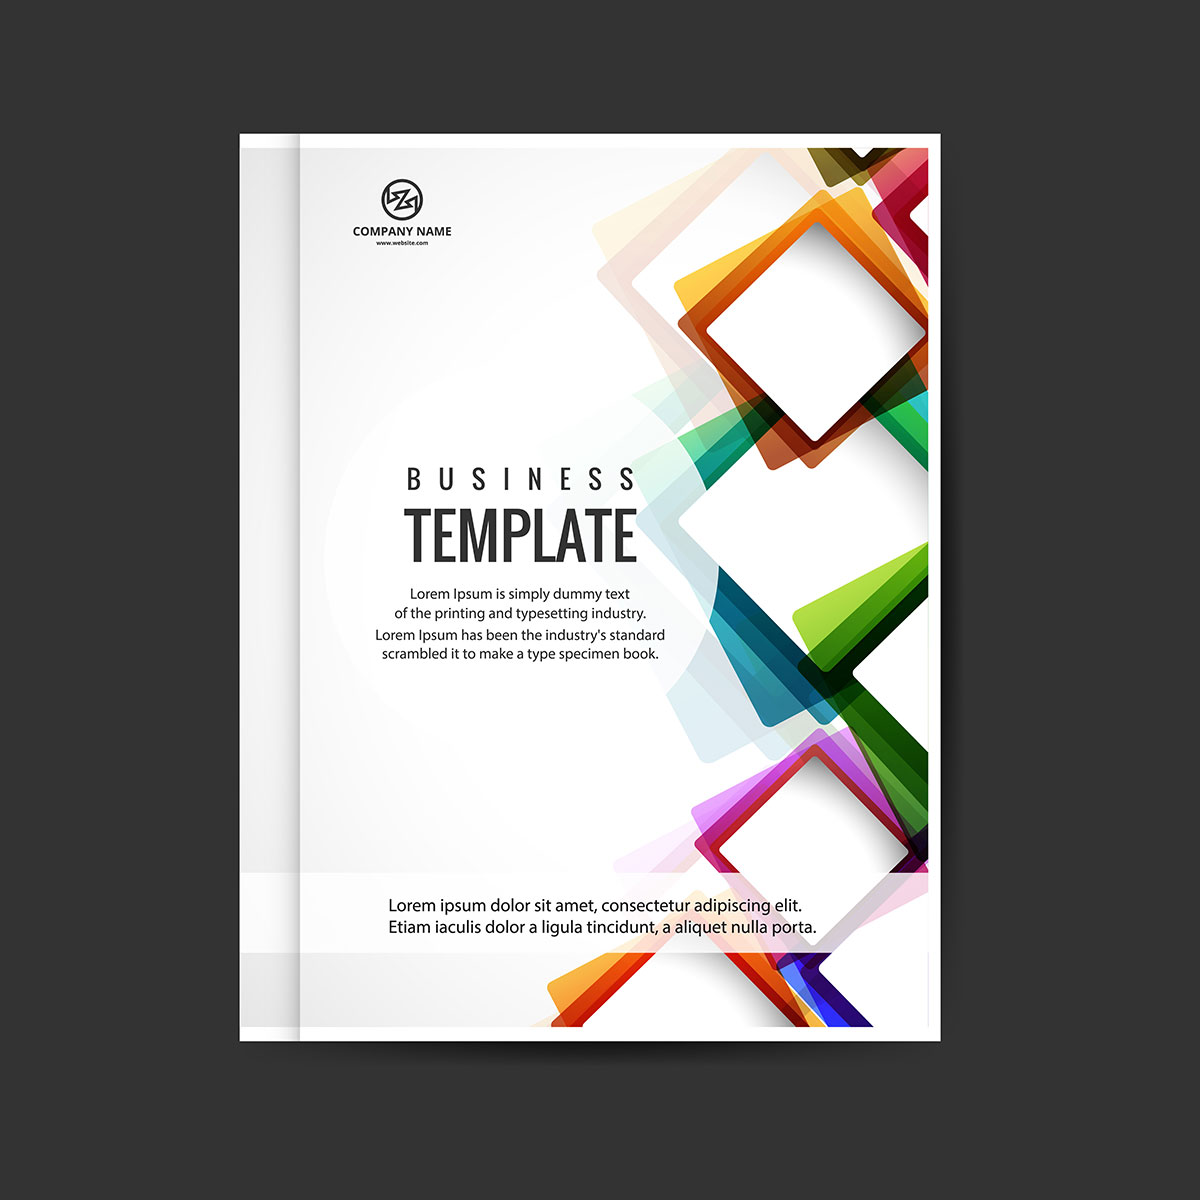 COMPANY NAME
www.website.com
BUSINESS
TEMPLATE
Lorem Ipsum is simply dummy text
of the printing and typesetting industry.
Lorem Ipsum has been the industry's standard
scrambled it to make a type specimen book.
Lorem ipsum dolor sit amet, consectetur adipiscing elit.
Etiam iaculis dolor a ligula tincidunt, a aliquet nulla porta.